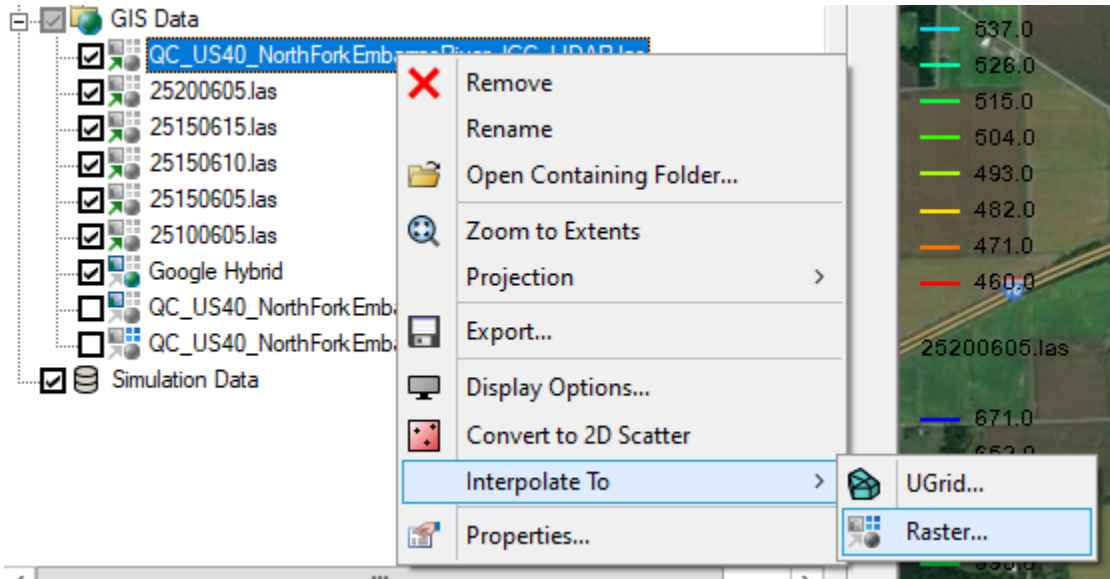 GIS Data
QC_US40_NorthForkEmbarrasRiver_ICC_LIDAR.las
25200605.las
25150615.las
25150610.las
25150605.las
25100605.las
Google Hybrid
QC_US40_NorthForkEmba
QC_US40_NorthForkEmba
Simulation Data
Remove
Rename
Open Containing Folder...
Zoom to Extents
Projection
Export...
Display Options...
Convert to 2D Scatter
Interpolate To
Properties...
UGrid...
Raster...
537.0
526.0
515.0
504.0
493.0
482.0
471.0
460.0
70
25200605.las
671.0